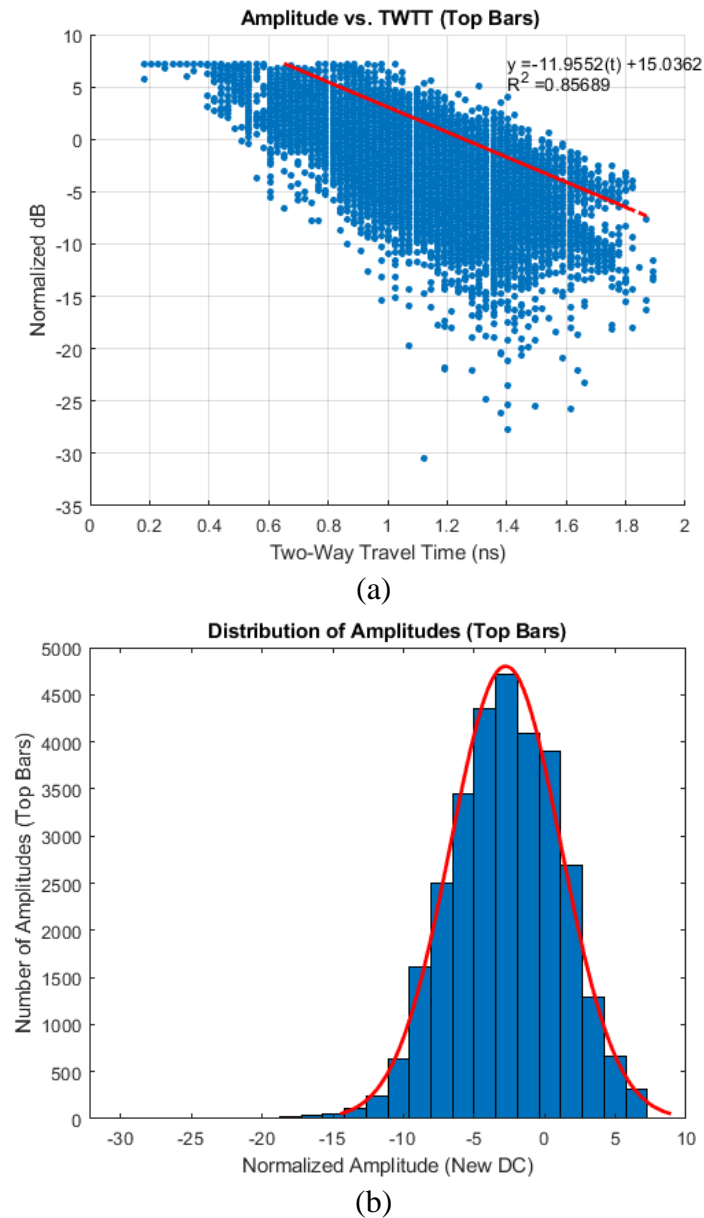 Amplitude vs. TWTT (Top Bars)
y =-11.9552(t) +15.0362
R² =0.85689
10
5
0
-5
-10
-15
-20
-25
-30
-35
Normalized dB
0 0.2 0.4 0.6 0.8 1 1.2 1.4 1.6 1.8 2
Two-Way Travel Time (ns)
(a)
Distribution of Amplitudes (Top Bars)
5000
4500
4000
3500
3000
2500
2000
1500
1000
500
0
Number of Amplitudes (Top Bars)
-30 -25 -20 -15 -10 -5 0 5 10
Normalized Amplitude (New DC)
(b)